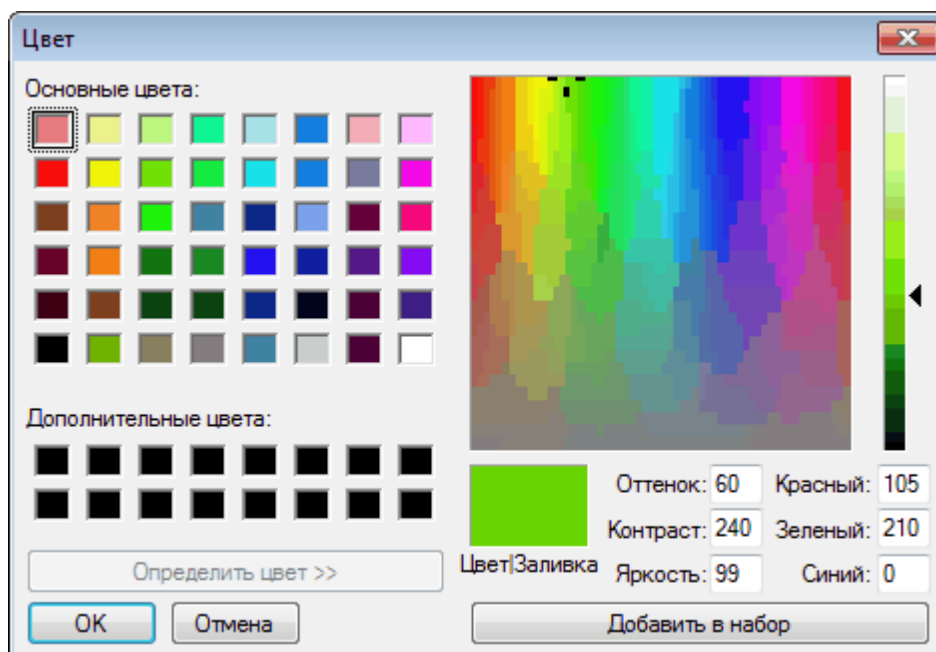 Цвет
Основные цвета:
Дополнительные цвета:
Определить цвет >>
ОК
Отмена
Цвет|Заливка
Оттенок: 60
Красный: 105
Контраст: 240
Зеленый: 210
Яркость: 99
Синий: 0
Добавить в набор